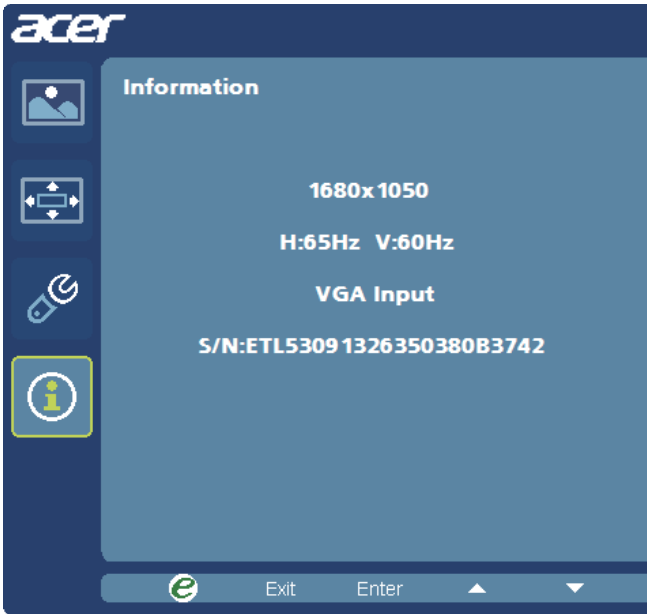 acer
Information
1680x1050
H:65Hz V:60Hz
VGA Input
S/N:ETL53091326350380B3742
e Exit Enter